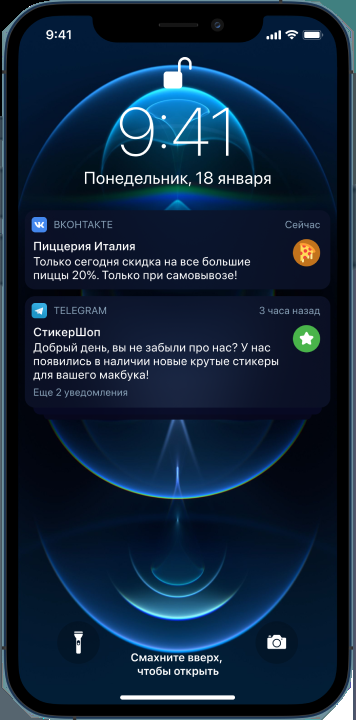 9:41
9:41
Понедельник, 18 января
ВКОНТАКТЕ
Сейчас
Пиццерия Италия
Только сегодня скидка на все большие
пиццы 20%. Только при самовывозе!
TELEGRAM
3 часа назад
СтикерШоп
Добрый день, вы не забыли про нас? У нас
появились в наличии новые крутые стикеры
для вашего макбука!
Еще 2 уведомления
Смахните вверх,
чтобы открыть